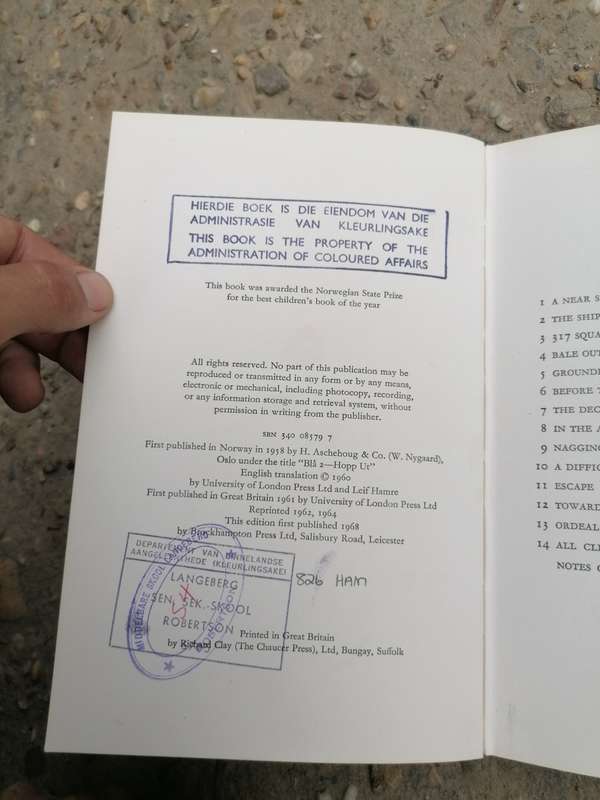 HIERDIE BOEK IS DIE EIENDOM VAN DIE
ADMINISTRASIE VAN KLEURLINGSAKE
THIS BOOK IS THE PROPERTY OF THE
ADMINISTRATION OF COLOURED AFFAIRS
This book was awarded the Norwegian State Prize
for the best children's book of the year
All rights reserved. No part of this publication may be
reproduced or transmitted in any form or by any means,
electronic or mechanical, including photocopy, recording,
or any information storage and retrieval system, without
permission in writing from the publisher.
SBN 340 08579 7
First published in Norway in 1958 by H. Aschehoug & Co. (W. Nygaard),
Oslo under the title "Blå 2—Hopp Ut"
English translation © 1960
by University of London Press Ltd and Leif Hamre
First published in Great Britain 1961 by University of London Press Ltd
Reprinted 1962, 1964
This edition first published 1968
by Brockhampton Press Ltd, Salisbury Road, Leicester
DEPARTEMENT VAN BINNELANDSE
AANGELEENTHEDE (KLEURLINGSAKE)
LANGEBERG
SEN. SEK.-SKOOL
ROBERTSON
MIDDELBARE SKOOL LANGEBERG
ROBERTSON
826 HAM
Printed in Great Britain
by Richard Clay (The Chaucer Press), Ltd, Bungay, Suffolk
1 A NEAR
2 THE SHIP
3 317
4 BALE OUT
5
6 BEFORE
7 THE
8 IN THE
9 NAGGING
10 A
11 ESCAPE
12
13 ORDEAL
14 ALL
NOTES